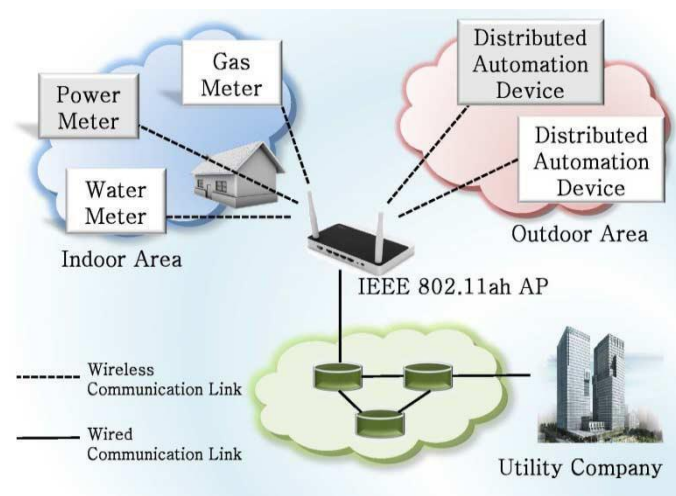 Gas
Meter
Power
Meter
Water
Meter
Indoor Area
Distributed
Automation
Device
Distributed
Automation
Device
Outdoor Area
IEEE 802.11ah AP
Wireless
Communication Link
Wired
Communication Link
Utility Company